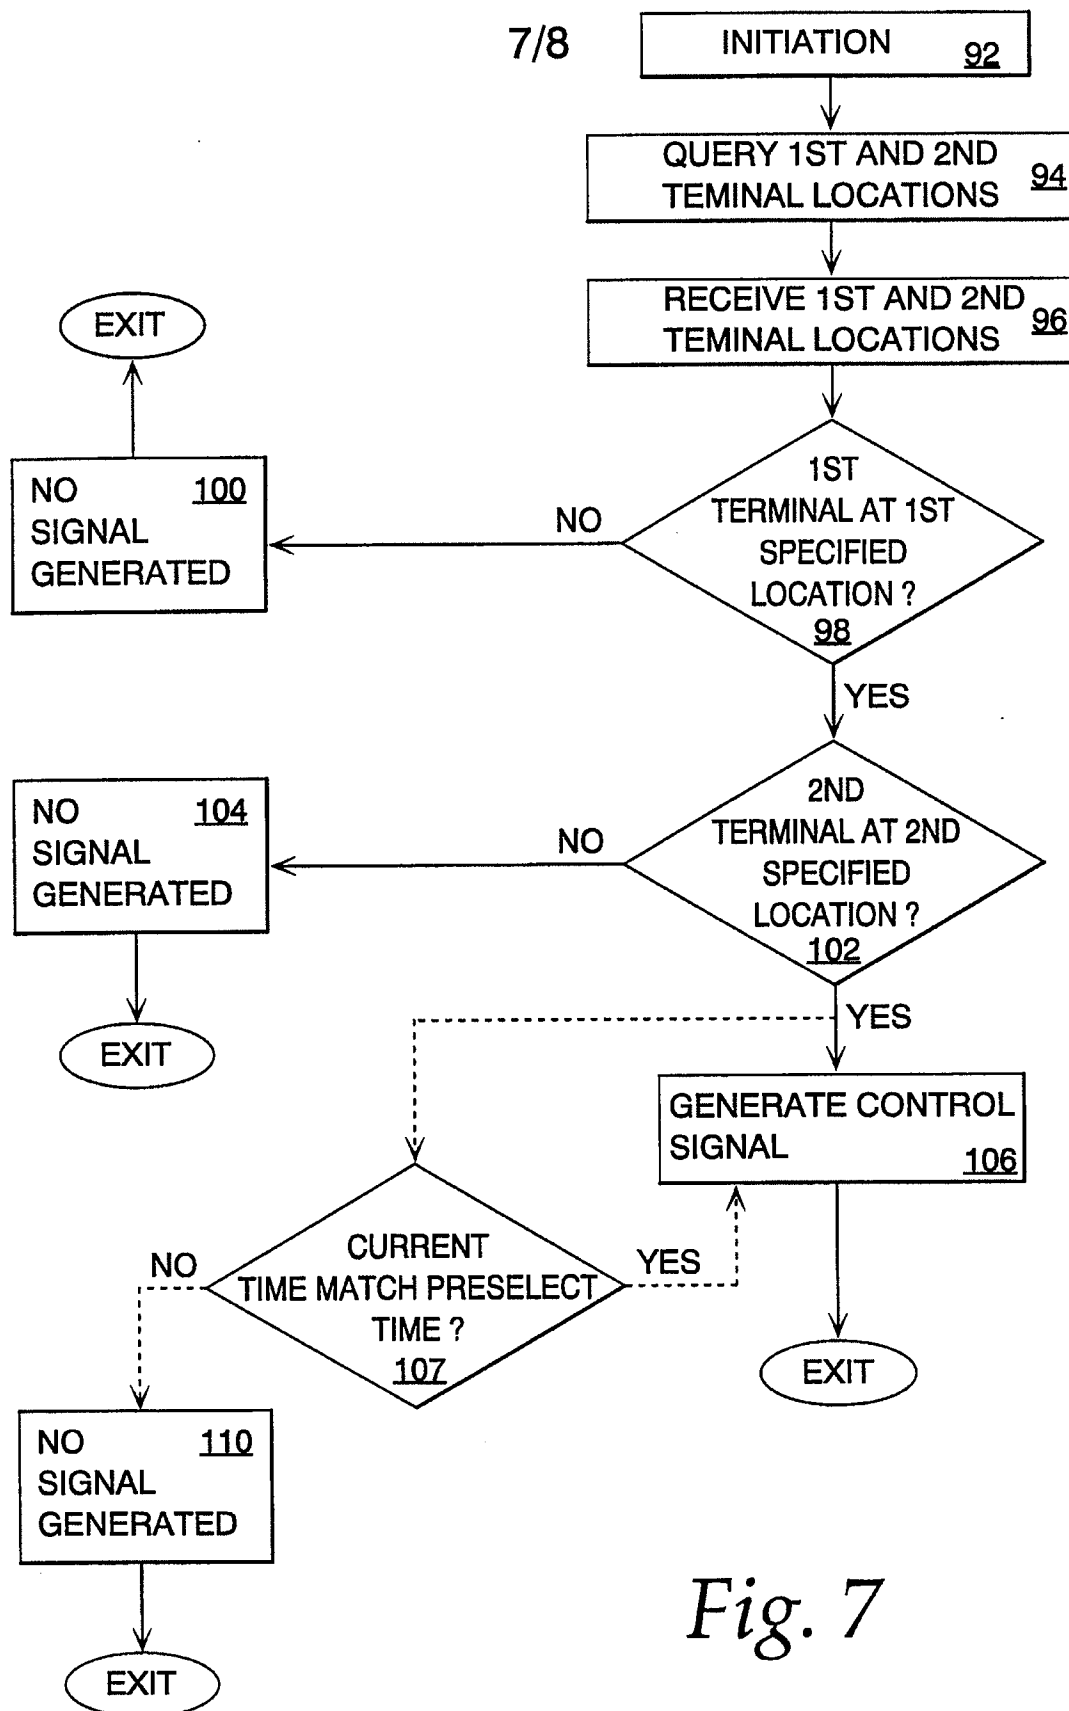 7/8
INITIATION 92
QUERY 1ST AND 2ND
TEMINAL LOCATIONS 94
RECEIVE 1ST AND 2ND
TEMINAL LOCATIONS 96
EXIT
1ST
TERMINAL AT 1ST
SPECIFIED
LOCATION ?
98
NO
NO 100
SIGNAL
GENERATED
YES
2ND
TERMINAL AT 2ND
SPECIFIED
LOCATION ?
102
NO
NO 104
SIGNAL
GENERATED
EXIT
YES
GENERATE CONTROL
SIGNAL 106
CURRENT
TIME MATCH PRESELECT
TIME ?
107
NO
YES
EXIT
NO 110
SIGNAL
GENERATED
EXIT
Fig. 7